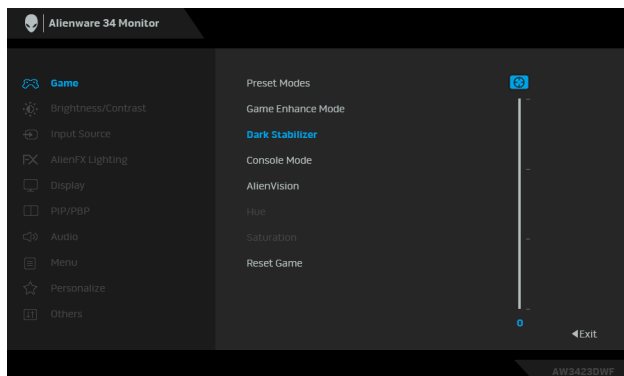 Alienware 34 Monitor
Game
Brightness/Contrast
Input Source
AlienFX Lighting
Display
PIP/PBP
Audio
Menu
Personalize
Others
Preset Modes
Game Enhance Mode
Dark Stabilizer
Console Mode
AlienVision
Hue
Saturation
Reset Game
0
Exit
AW3423DWF